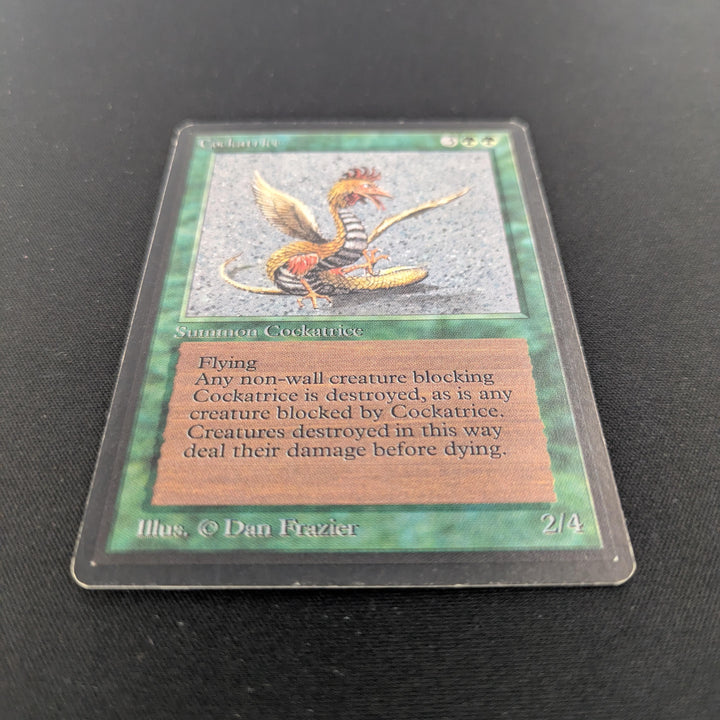 Cockatrice 3
Summon Cockatrice
Flying
Any non-wall creature blocking
Cockatrice is destroyed, as is any
creature blocked by Cockatrice.
Creatures destroyed in this way
deal their damage before dying.
Illus. © Dan Frazier
2/4